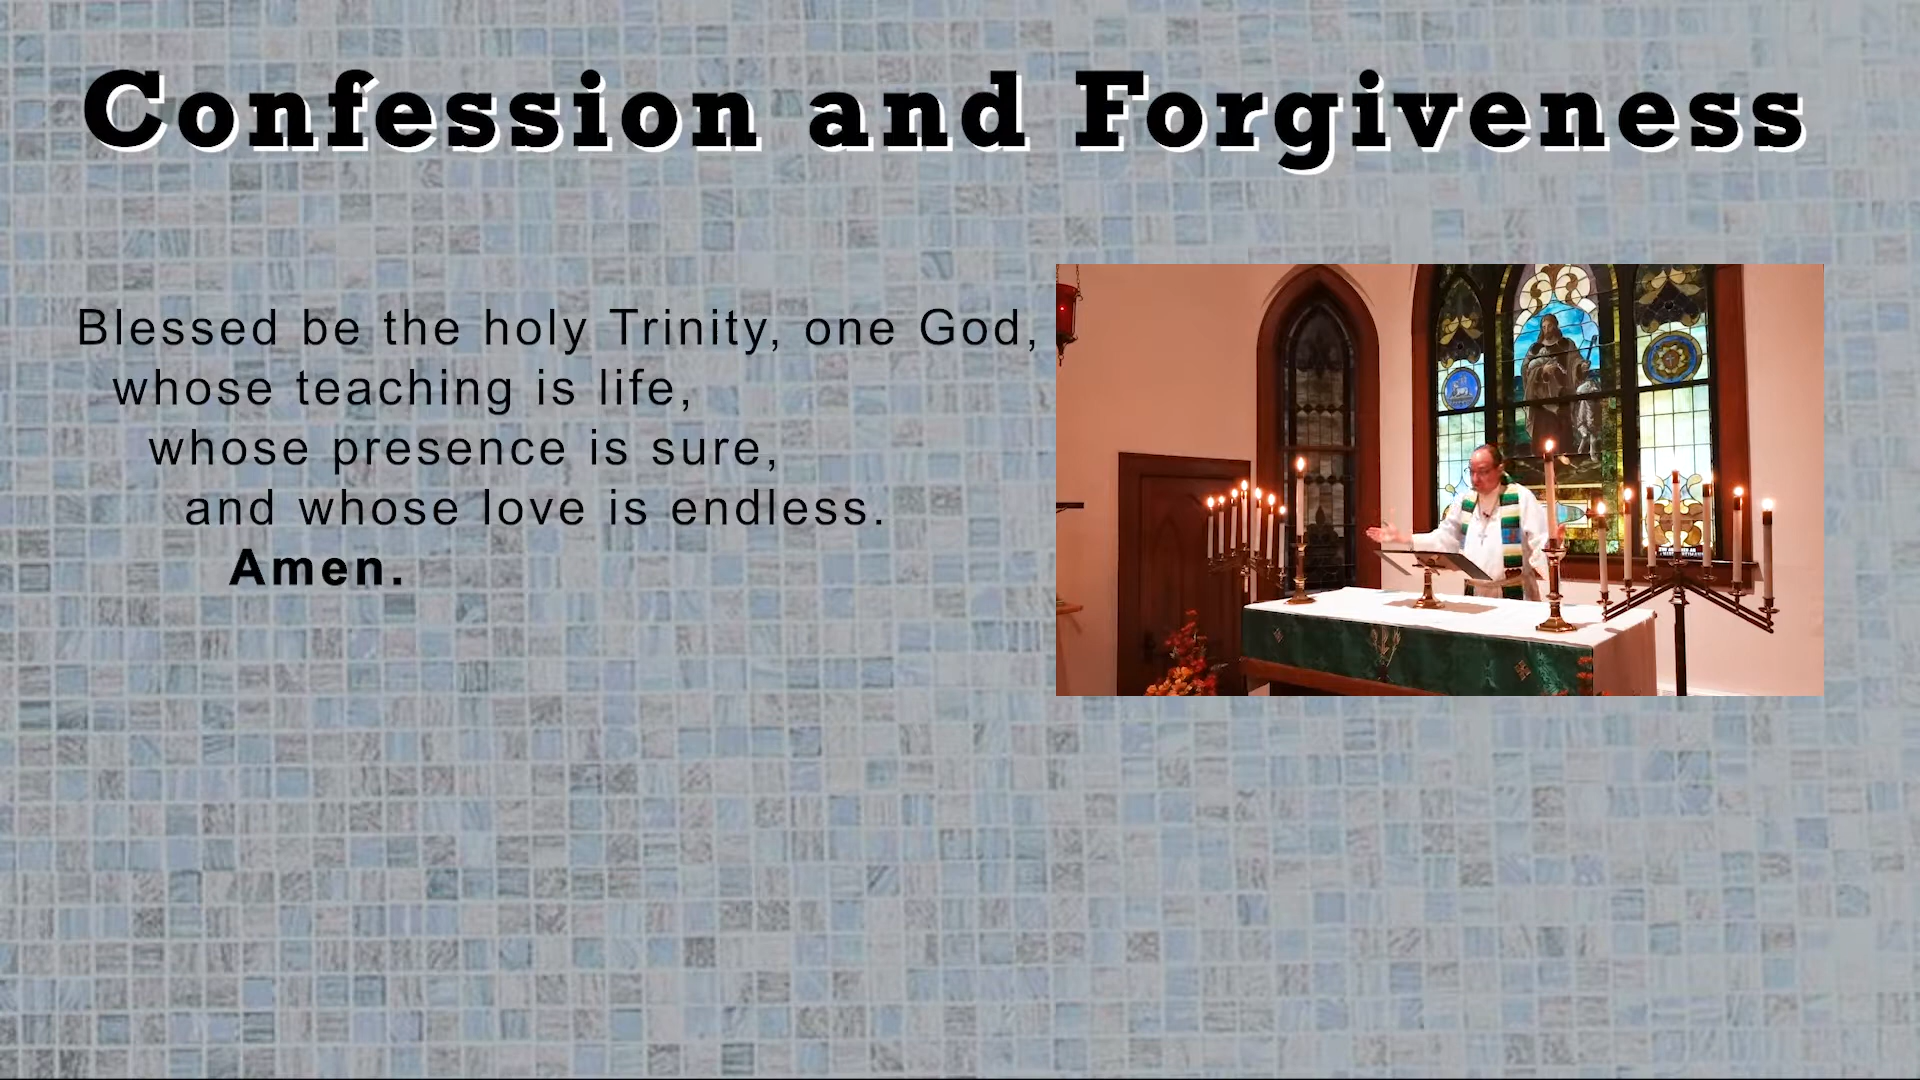 Confession and Forgiveness
Blessed be the holy Trinity, one God,
whose teaching is life,
whose presence is sure,
and whose love is endless.
Amen.